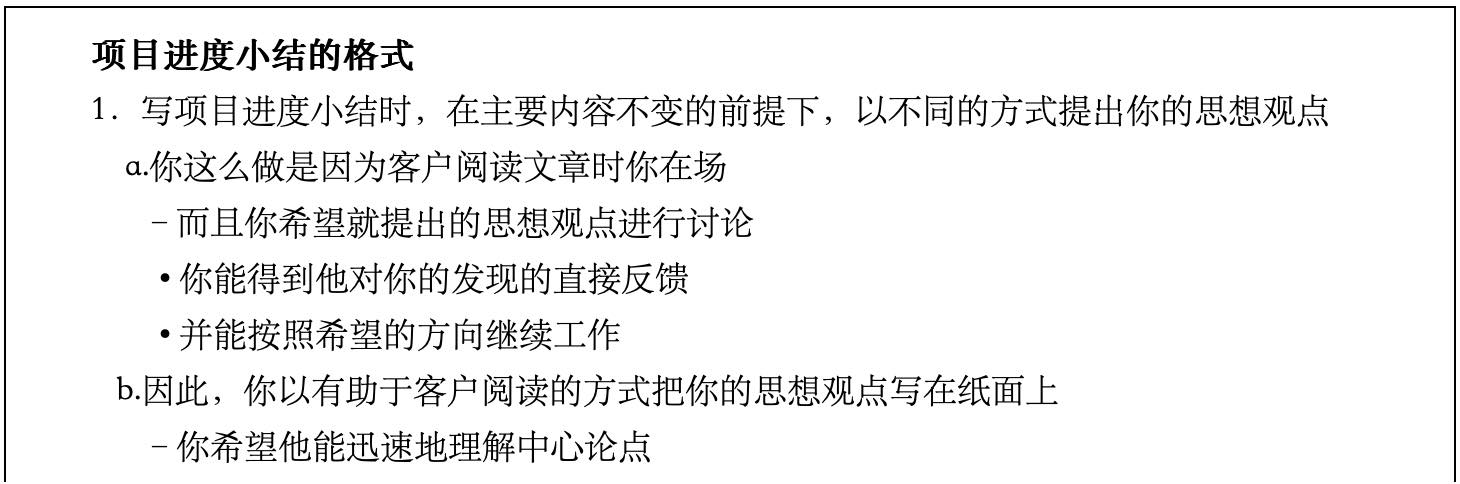 项目进度小结的格式
1. 写项目进度小结时，在主要内容不变的前提下，以不同的方式提出你的思想观点
a.你这么做是因为客户阅读文章时你在场
– 而且你希望就提出的思想观点进行讨论
• 你能得到他对你的发现的直接反馈
• 并能按照希望的方向继续工作
b.因此，你以有助于客户阅读的方式把你的思想观点写在纸面上
– 你希望他能迅速地理解中心论点